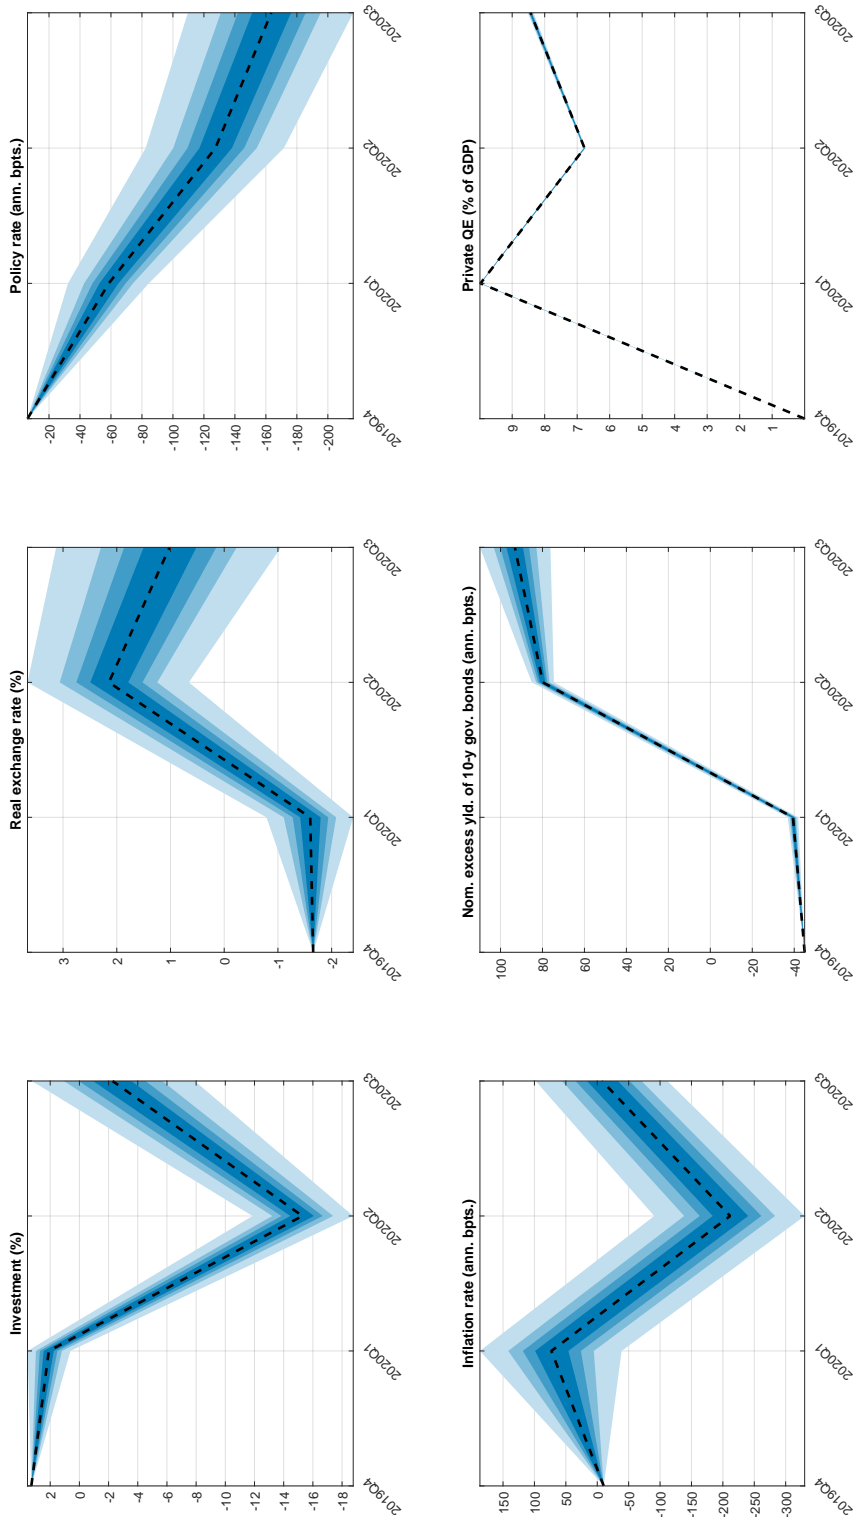 Investment (%)
2
0
-2
-4
-6
-8
-10
-12
-14
-16
-18
2019Q4
2020Q1
2020Q2
2020Q3
Real exchange rate (%)
3
2
1
0
-1
-2
2019Q4
2020Q1
2020Q2
2020Q3
Policy rate (ann. bpts.)
-20
-40
-60
-80
-100
-120
-140
-160
-180
-200
2019Q4
2020Q1
2020Q2
2020Q3
Inflation rate (ann. bpts.)
150
100
50
0
-50
-100
-150
-200
-250
-300
2019Q4
2020Q1
2020Q2
2020Q3
Nom. excess yld. of 10-y gov. bonds (ann. bpts.)
100
80
60
40
20
0
-20
-40
2019Q4
2020Q1
2020Q2
2020Q3
Private QE (% of GDP)
9
8
7
6
5
4
3
2
1
2019Q4
2020Q1
2020Q2
2020Q3